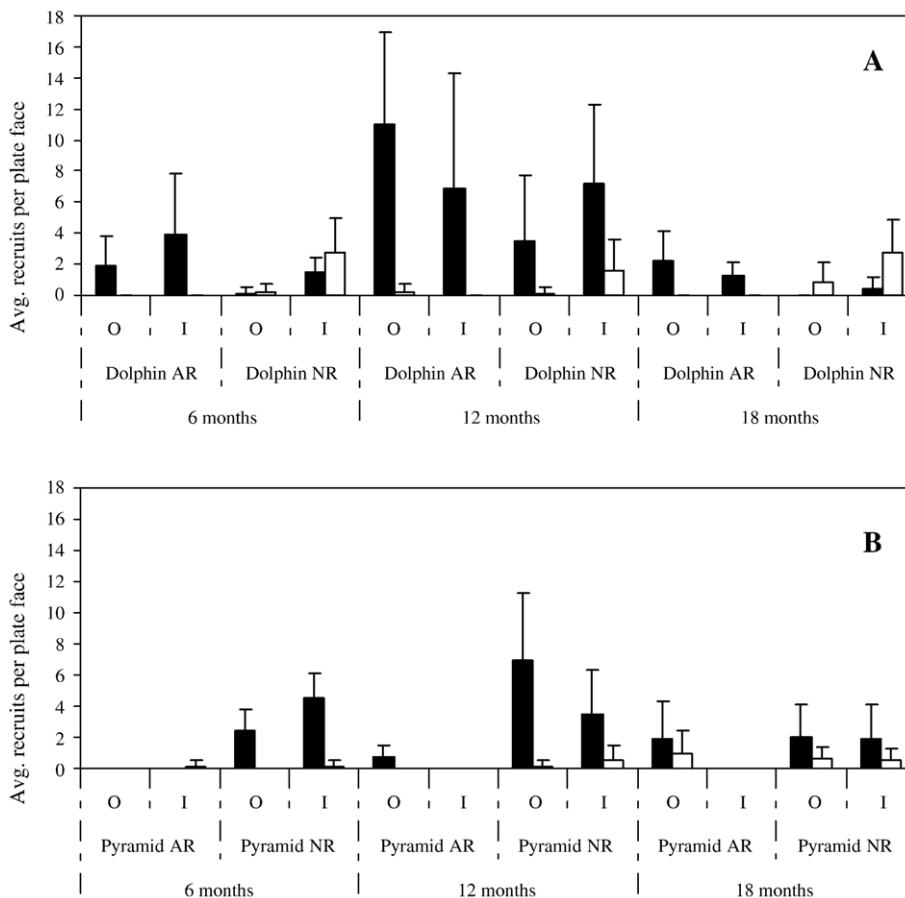 A
Avg. recruits per plate face
18
16
14
12
10
8
6
4
2
0
O I O I O I O I O I O I
Dolphin AR Dolphin NR Dolphin AR Dolphin NR Dolphin AR Dolphin NR
6 months 12 months 18 months
B
Avg. recruits per plate face
18
16
14
12
10
8
6
4
2
0
O I O I O I O I O I O I
Pyramid AR Pyramid NR Pyramid AR Pyramid NR Pyramid AR Pyramid NR
6 months 12 months 18 months